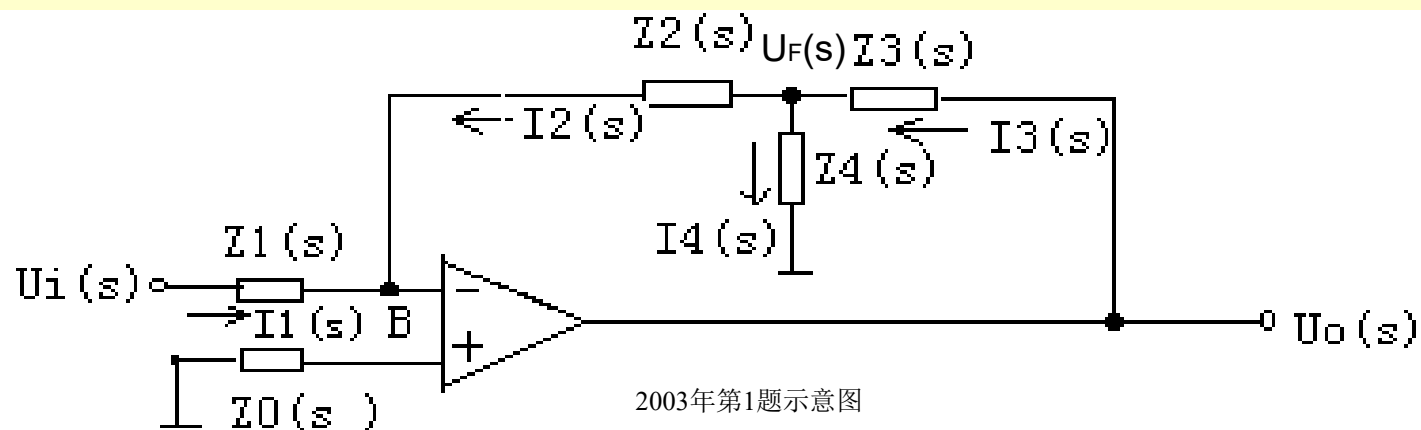 Z2(s) UF(s) Z3(s)
I2(s) I3(s)
Z4(s)
I4(s)
Z1(s)
Ui(s)
I1(s) B
-
+
Uo(s)
Z0(s )
2003年第1题示意图